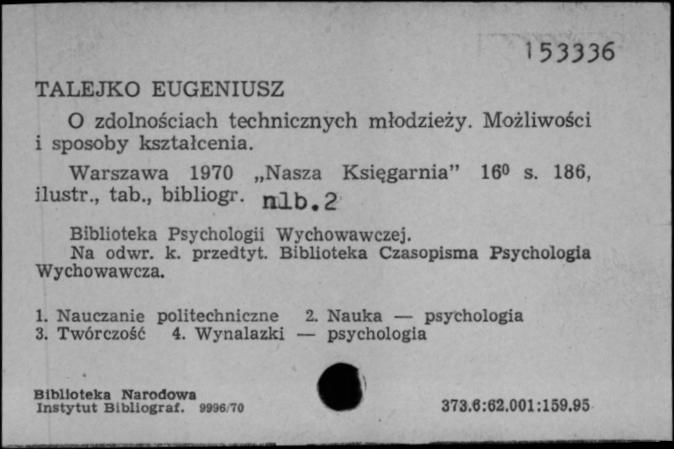 153336
TALEJKO EUGENIUSZ
O zdolnościach technicznych młodzieży. Możliwości
i sposoby kształcenia.
Warszawa 1970 „Nasza Księgarnia” 16⁰ s. 186,
ilustr., tab., bibliogr. nlb. 2
Biblioteka Psychologii Wychowawczej.
Na odwr. k. przedtyt. Biblioteka Czasopisma Psychologia
Wychowawcza.
1. Nauczanie politechniczne 2. Nauka — psychologia
3. Twórczość 4. Wynalazki — psychologia
Biblioteka Narodowa
Instytut Bibliograf. 9996/70
373.6:62.001:159.95